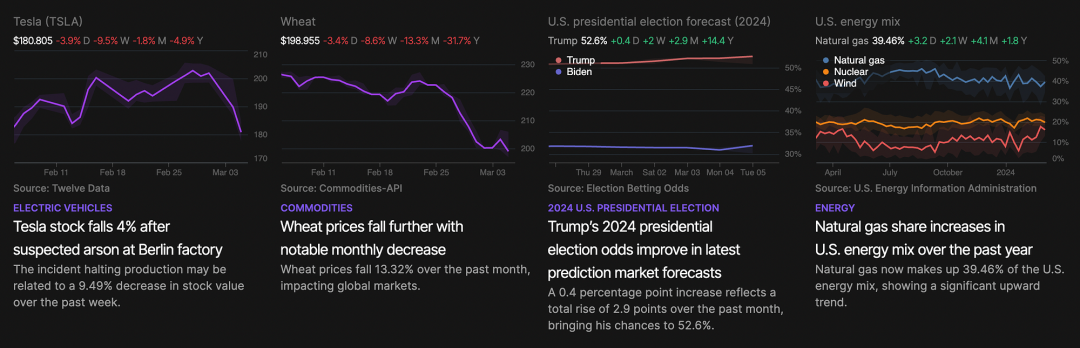 Tesla (TSLA)
$180.805 -3.9% D -9.5% W -1.8% M -4.9% Y
210
200
190
180
170
Feb 11
Feb 18
Feb 25
Mar 03
Source: Twelve Data
ELECTRIC VEHICLES
Tesla stock falls 4% after
suspected arson at Berlin factory
The incident halting production may be
related to a 9.49% decrease in stock value
over the past week.
Wheat
$198.955 -3.4% D -8.6% W -13.3% M -31.7% Y
230
220
210
200
Feb 11
Feb 18
Feb 25
Mar 03
Source: Commodities-API
COMMODITIES
Wheat prices fall further with
notable monthly decrease
Wheat prices fall 13.32% over the past month,
impacting global markets.
U.S. presidential election forecast (2024)
Trump 52.6% +0.4 D +2 W +2.9 M +14.4 Y
Trump
Biden
50%
45%
40%
35%
30%
Thu 29
March
Sat 02
Mar 03
Mon 04
Tue 05
Source: Election Betting Odds
2024 U.S. PRESIDENTIAL ELECTION
Trump's 2024 presidential
election odds improve in latest
prediction market forecasts
A 0.4 percentage point increase reflects a
total rise of 2.9 points over the past month,
bringing his chances to 52.6%.
U.S. energy mix
Natural gas 39.46% +3.2 D +2.1 W +4.1 M +1.8 Y
Natural gas
Nuclear
Wind
50%
40%
30%
20%
10%
0%
April
July
October
2024
Source: U.S. Energy Information Administration
ENERGY
Natural gas share increases in
U.S. energy mix over the past year
Natural gas now makes up 39.46% of the U.S.
energy mix, showing a significant upward
trend.